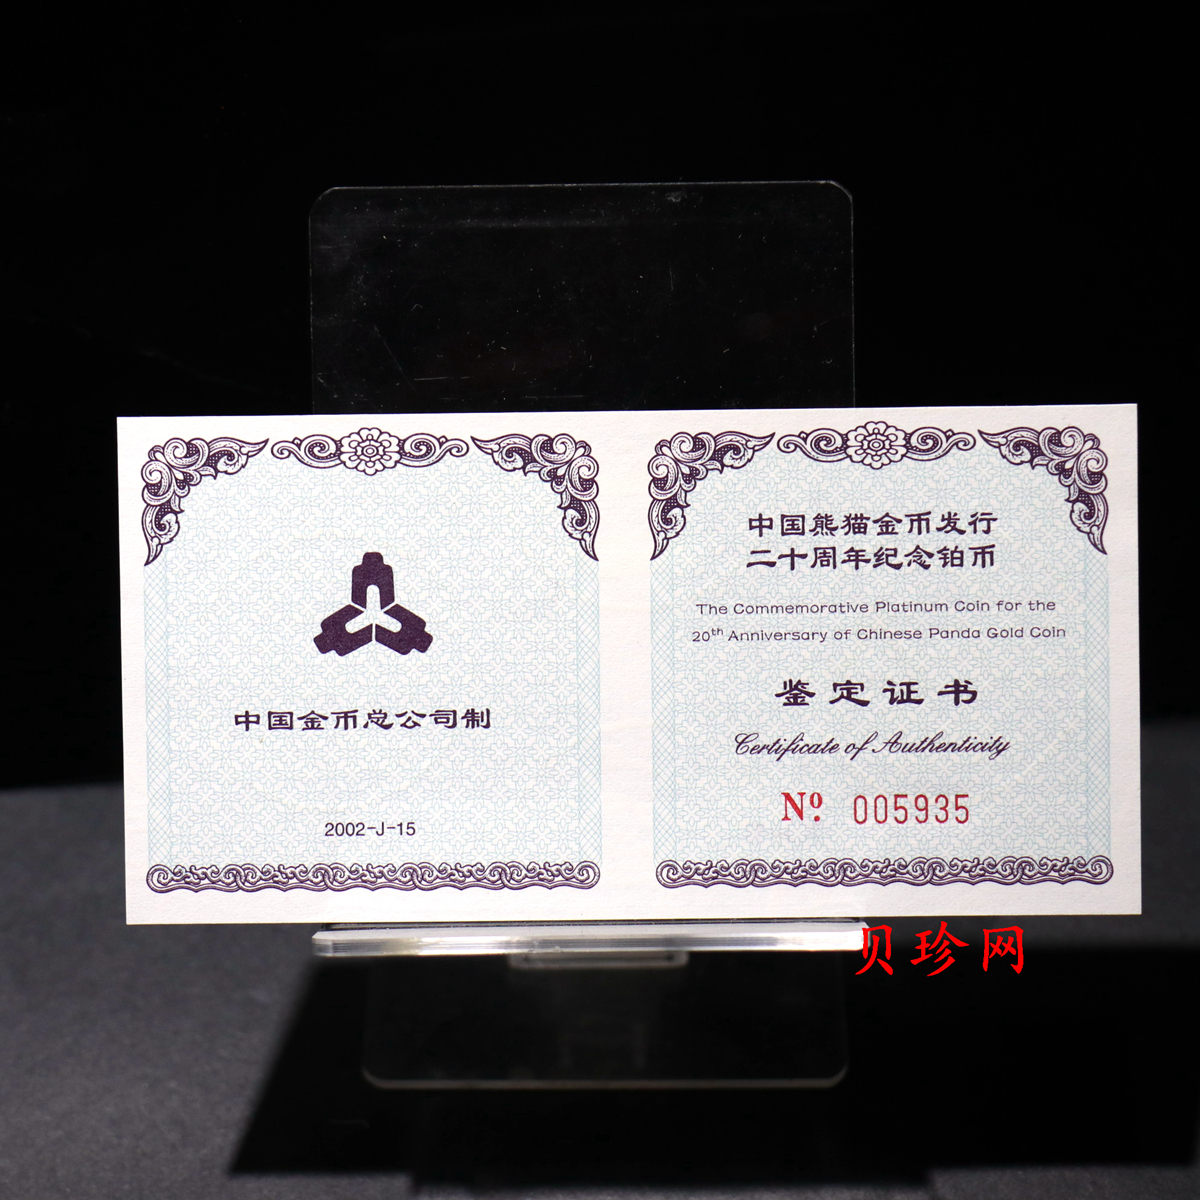 中国金币总公司制
2002-J-15
中国熊猫金币发行
二十周年纪念铂币
The Commemorative Platinum Coin for the
20th Anniversary of Chinese Panda Gold Coin
鉴定证书
Certificate of Authenticity
Nº. 005935
贝珍网